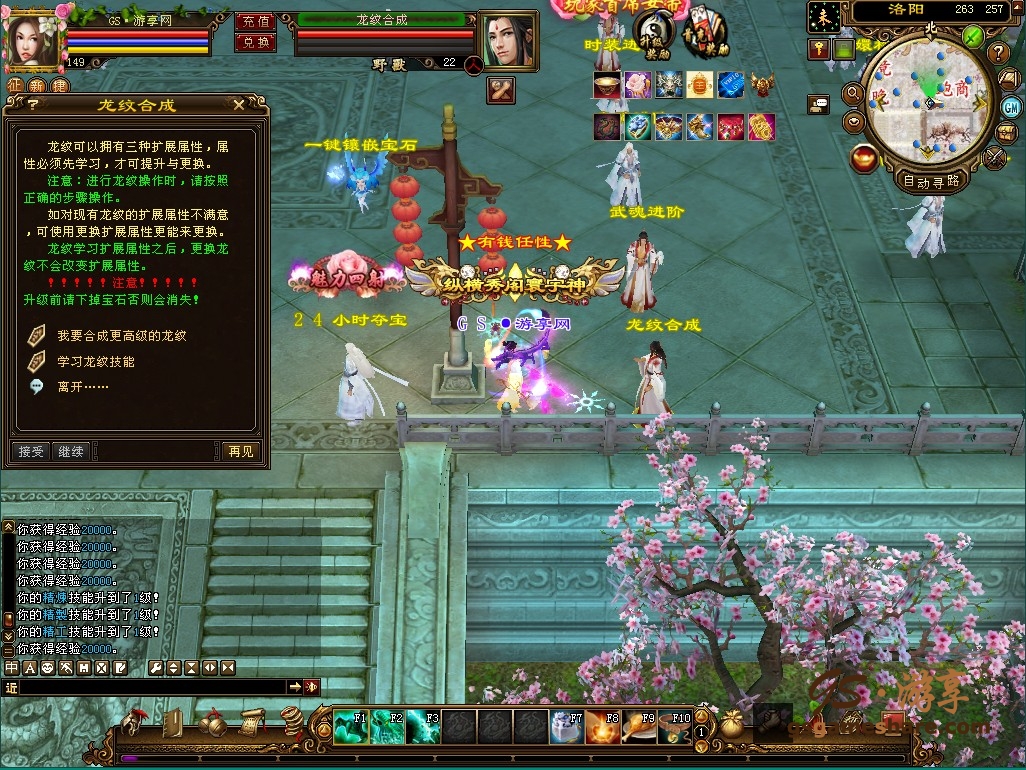 GS·游享网
149
征 新 捷
充值
兑换
龙纹合成
野獸
22
洛阳
263 257
北
未
GM
自动寻路
? 龙纹合成 ×
龙纹可以拥有三种扩展属性，属
性必须先学习，才可提升与更换。
注意：进行龙纹操作时，请按照
正确的步骤操作。
如对现有龙纹的扩展属性不满意
，可使用更换扩展属性更能来更换。
龙纹学习扩展属性之后，更换龙
纹不会改变扩展属性。
！！！！！注意！！！！！
升级前请下掉宝石否则会消失！
我要合成更高级的龙纹
学习龙纹技能
离开……
接受
继续
再见
时装边
一键镶嵌宝石
武魂进阶
★有钱任性★
魅力四射
纵横秀阁寰宇神
24小时夺宝
GS●游享网
龙纹合成
你获得经验20000。
你获得经验20000。
你获得经验20000。
你获得经验20000。
你的精煉技能升到了1级！
你的精製技能升到了1级！
你的精工技能升到了1级！
你获得经验20000。
中 A
近
F1 F2 F3 F7 F8 F9 F10
1
GS·游享